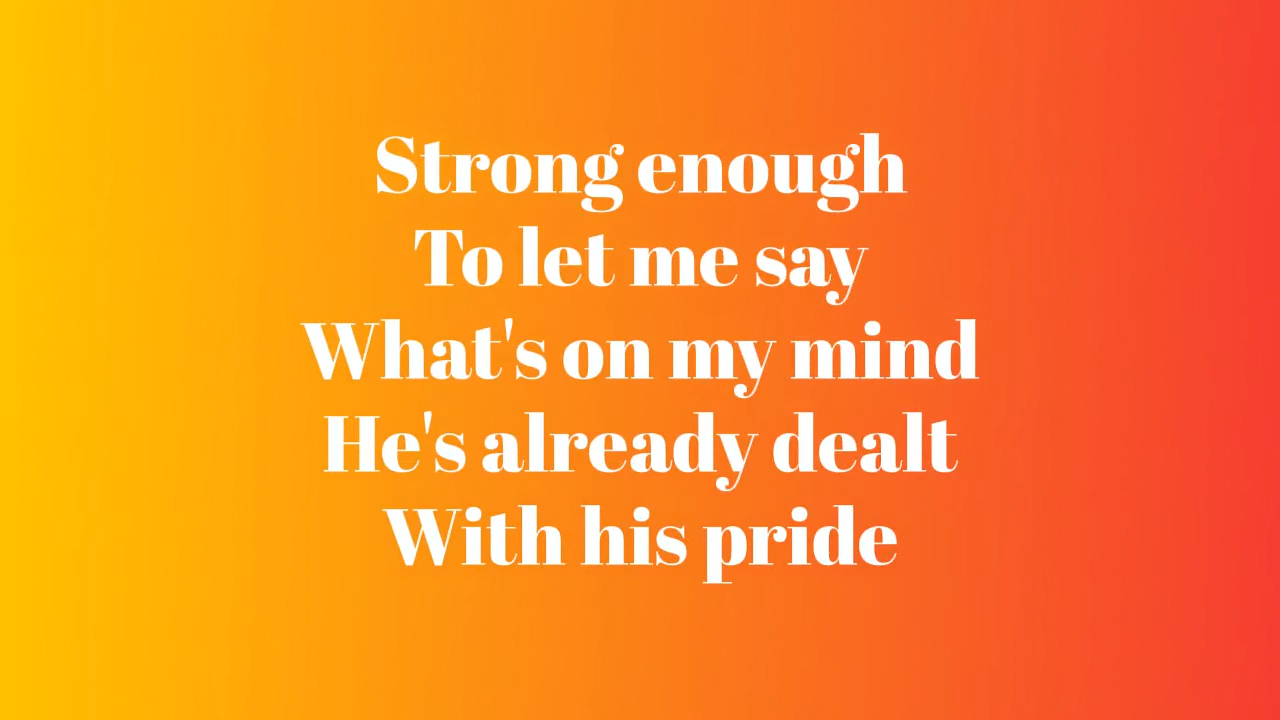 Strong enough
To let me say
What's on my mind
He's already dealt
With his pride